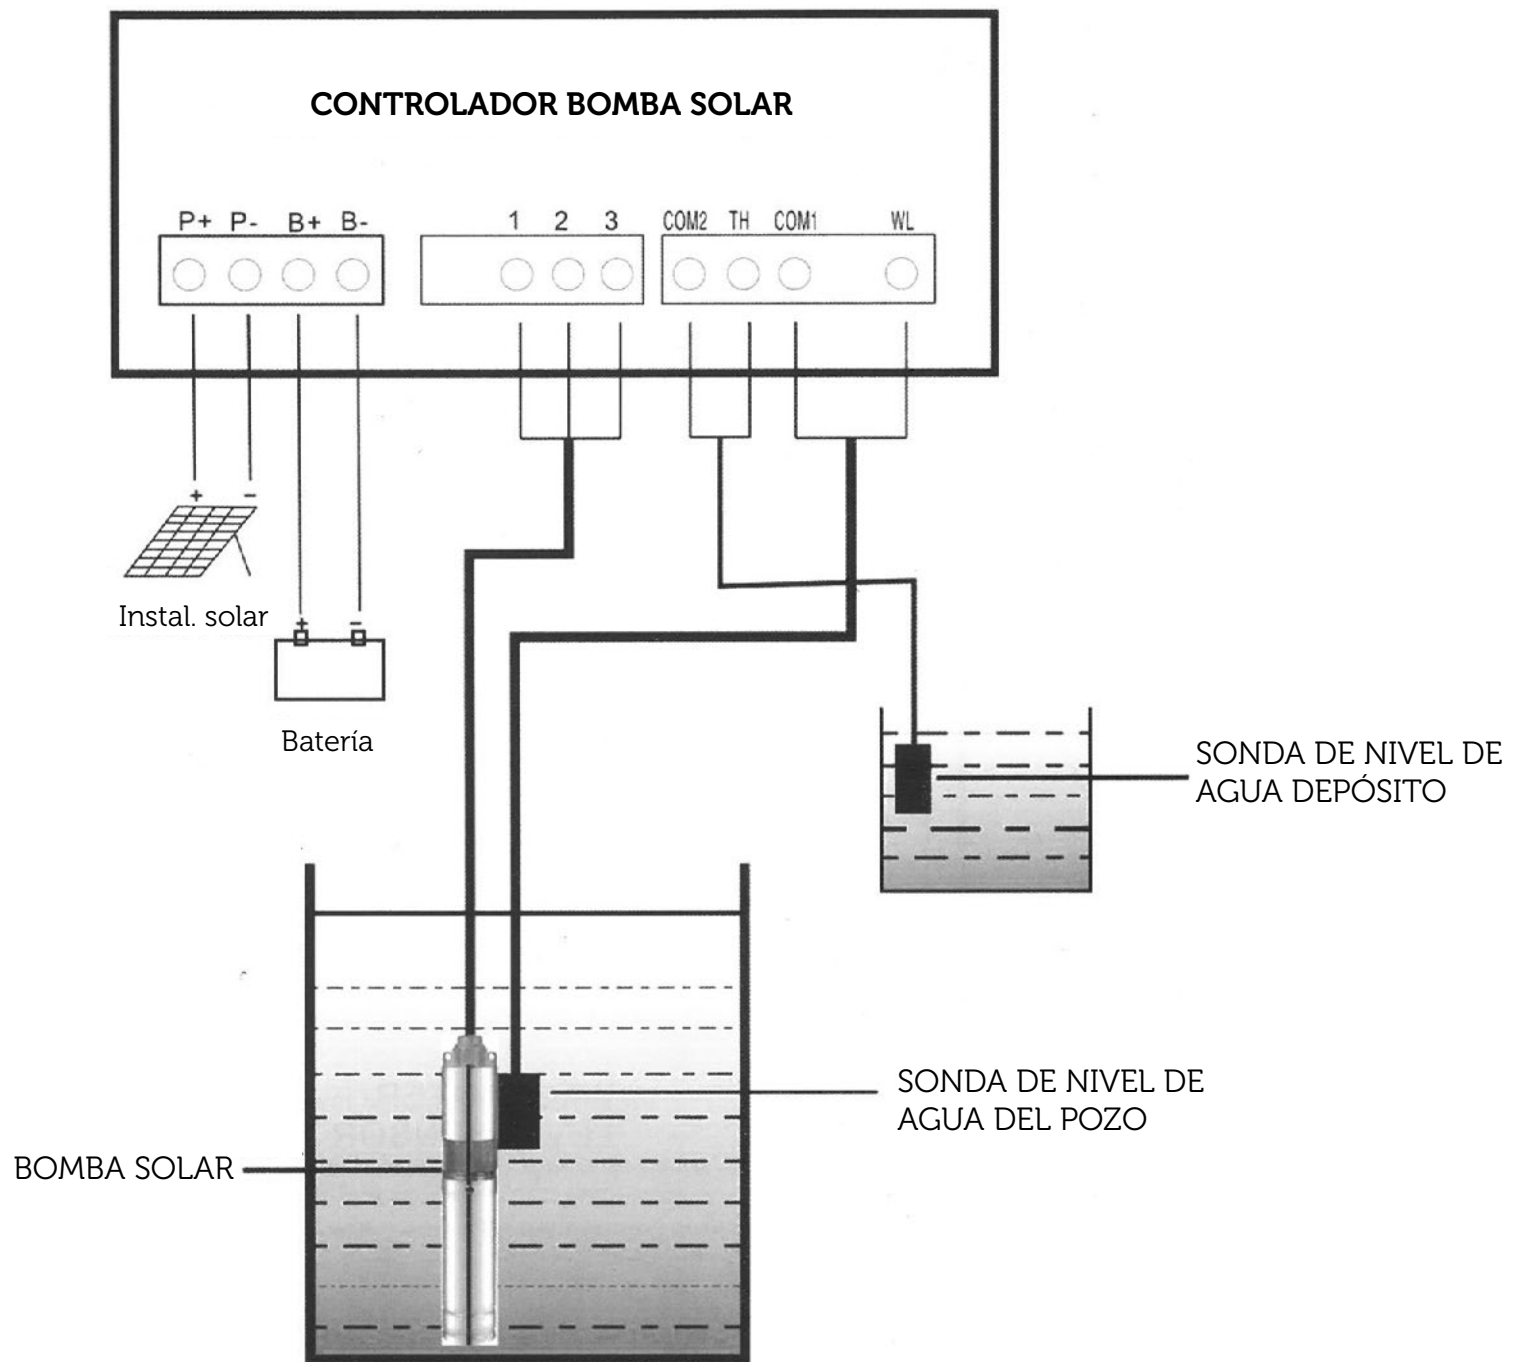 CONTROLADOR BOMBA SOLAR
P+ P- B+ B- 1 2 3 COM2 TH COM1 WL
+ -
Instal. solar
+ -
Batería
SONDA DE NIVEL DE
AGUA DEPÓSITO
SONDA DE NIVEL DE
AGUA DEL POZO
BOMBA SOLAR